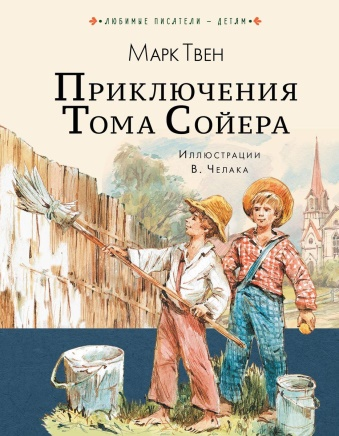 ЛЮБИМЫЕ ПИСАТЕЛИ – ДЕТЯМ
МАРК ТВЕН
ПРИКЛЮЧЕНИЯ
ТОМА СОЙЕРА
ИЛЛЮСТРАЦИИ
В. ЧЕЛАКА